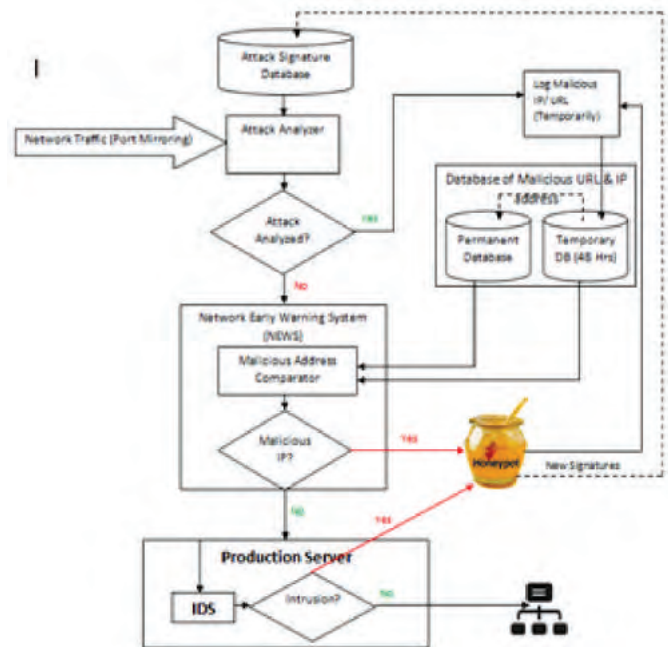 Attack Signature
Database
Log Malicious
IP/ URL
(Temporarily)
Network Traffic (Port Mirroring)
Attack Analyzer
Database of Malicious URL & IP
address
Attack
Analyzed?
Yes
Permanent
Database
Temporary
DB (48 Hrs)
No
Network Early Warning System
(NEWS)
Malicious Address
Comparator
Malicious
IP?
Yes
Honeypot
New Signatures
No
Yes
Production Server
IDS
Intrusion?
No